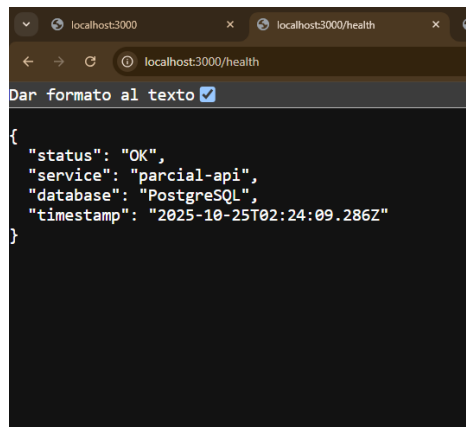 localhost:3000
localhost:3000/health
localhost:3000/health
Dar formato al texto
{
"status": "OK",
"service": "parcial-api",
"database": "PostgreSQL",
"timestamp": "2025-10-25T02:24:09.286Z"
}